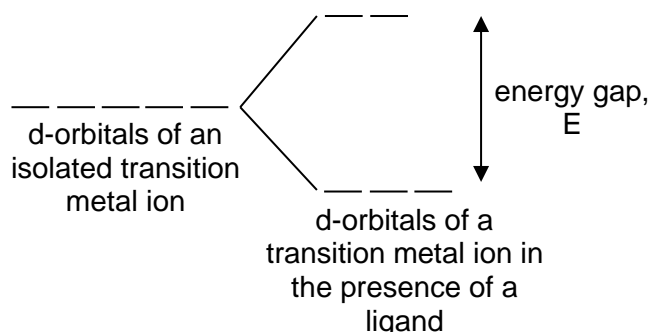 energy gap,
E
d-orbitals of an
isolated transition
metal ion
d-orbitals of a
transition metal ion in
the presence of a
ligand